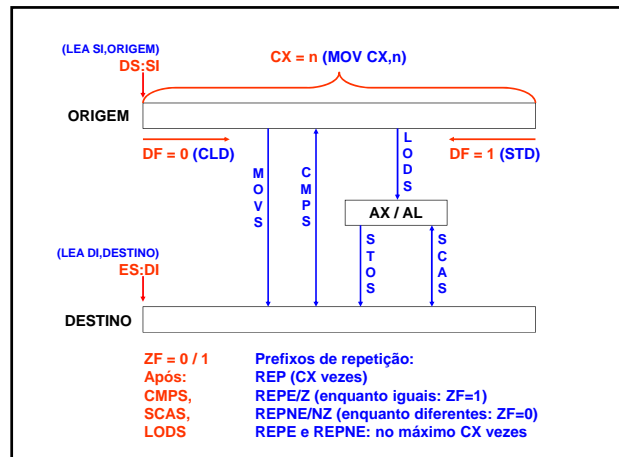 (LEA SI,ORIGEM)
DS:SI
CX = n (MOV CX,n)
ORIGEM
DF = 0 (CLD)
DF = 1 (STD)
MOVS
CMPS
LODS
AX / AL
STOS
SCAS
(LEA DI,DESTINO)
ES:DI
DESTINO
ZF = 0 / 1 Prefixos de repetição:
Após: REP (CX vezes)
CMPS, REPE/Z (enquanto iguais: ZF=1)
SCAS, REPNE/NZ (enquanto diferentes: ZF=0)
LODS REPE e REPNE: no máximo CX vezes